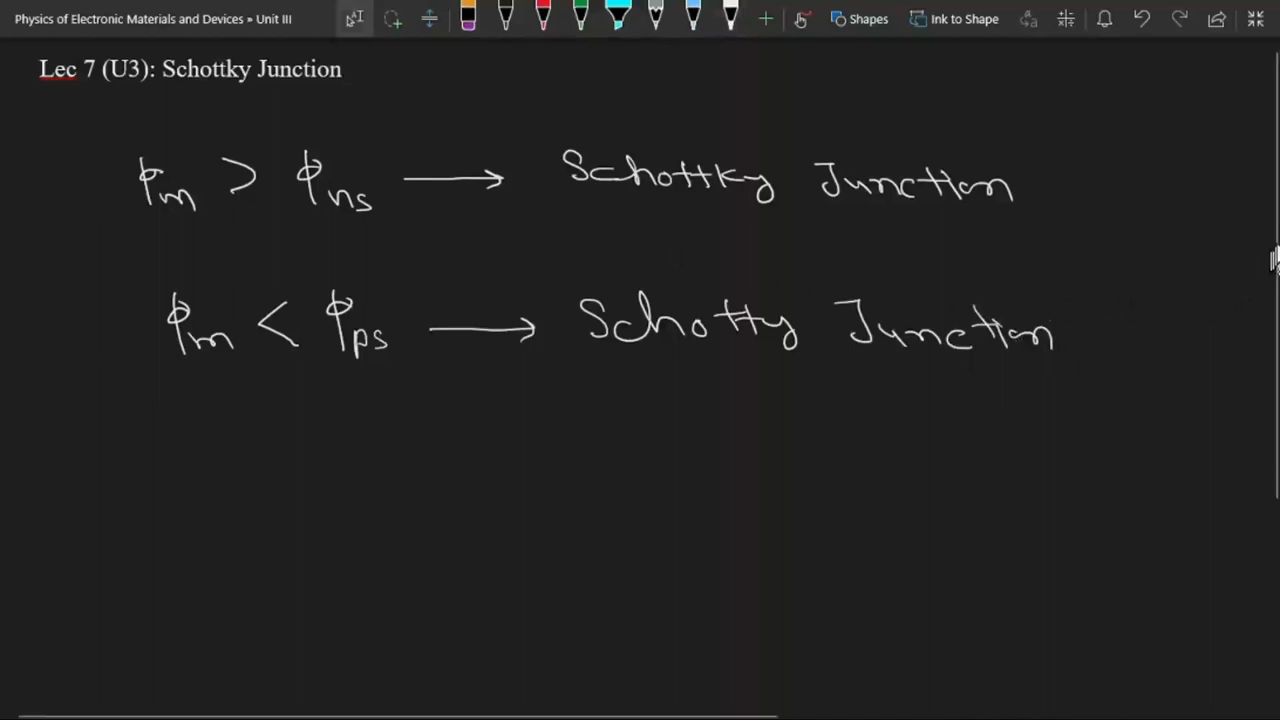 Physics of Electronic Materials and Devices » Unit III
Shapes
Ink to Shape
Lec 7 (U3): Schottky Junction
ϕm > ϕns ⟶ Schottky Junction
ϕm < ϕps ⟶ Schotty Junction